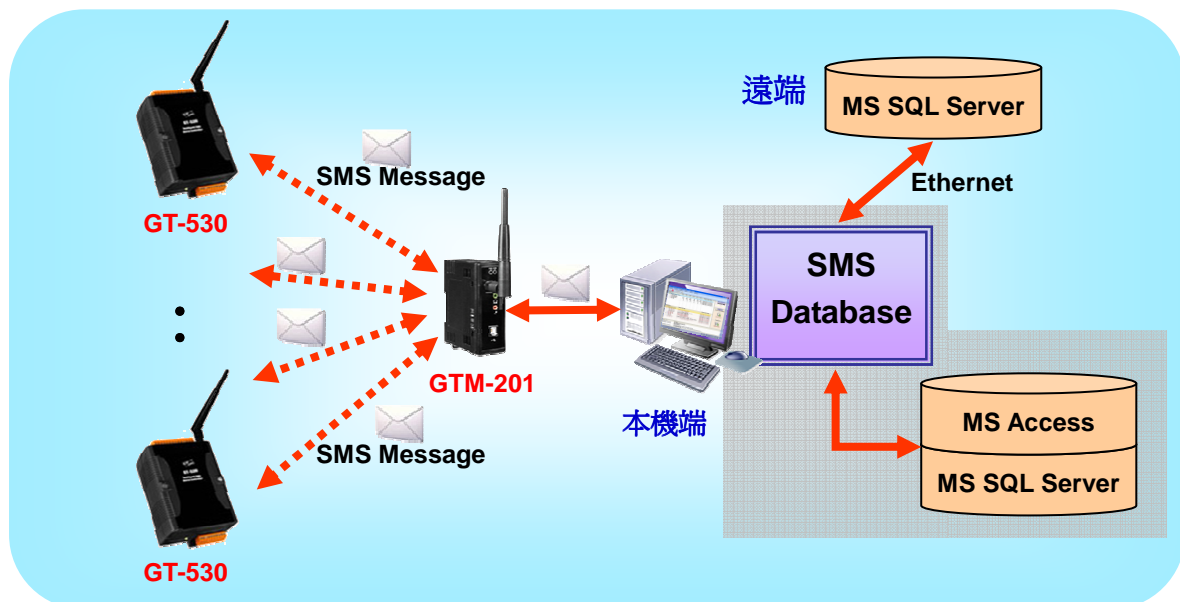 遠端
MS SQL Server
SMS Message
Ethernet
GT-530
SMS
Database
GTM-201
本機端
MS Access
MS SQL Server
SMS Message
GT-530